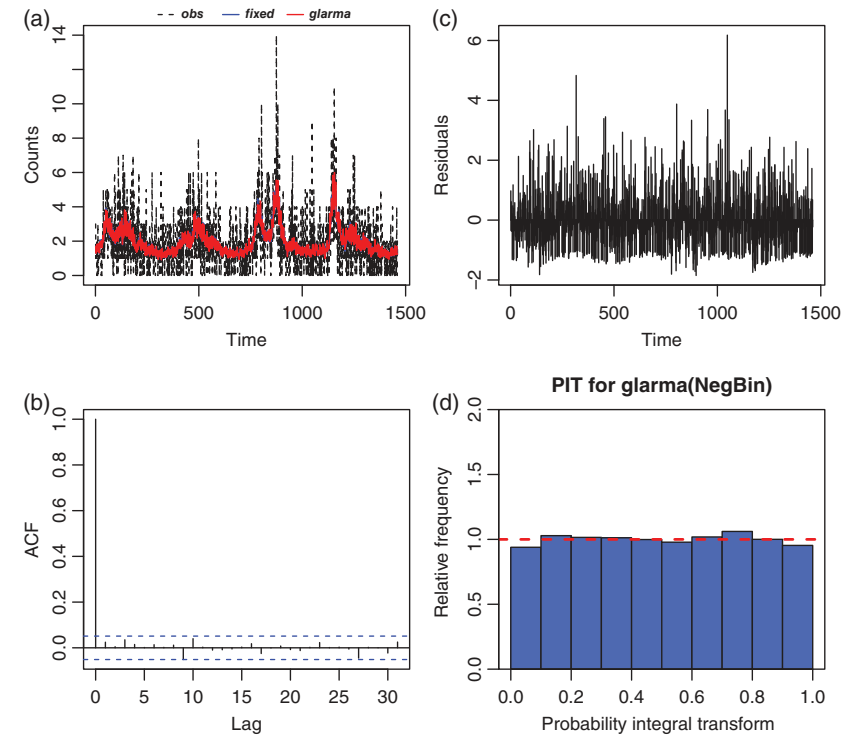 (a)
obs fixed glarma
Counts
0 2 4 6 8 10 14
0 500 1000 1500
Time
(c)
Residuals
−2 0 2 4 6
0 500 1000 1500
Time
(b)
ACF
0.0 0.2 0.4 0.6 0.8 1.0
0 5 10 15 20 25 30
Lag
(d)
PIT for glarma(NegBin)
Relative frequency
0.0 0.5 1.0 1.5 2.0
0.0 0.2 0.4 0.6 0.8 1.0
Probability integral transform